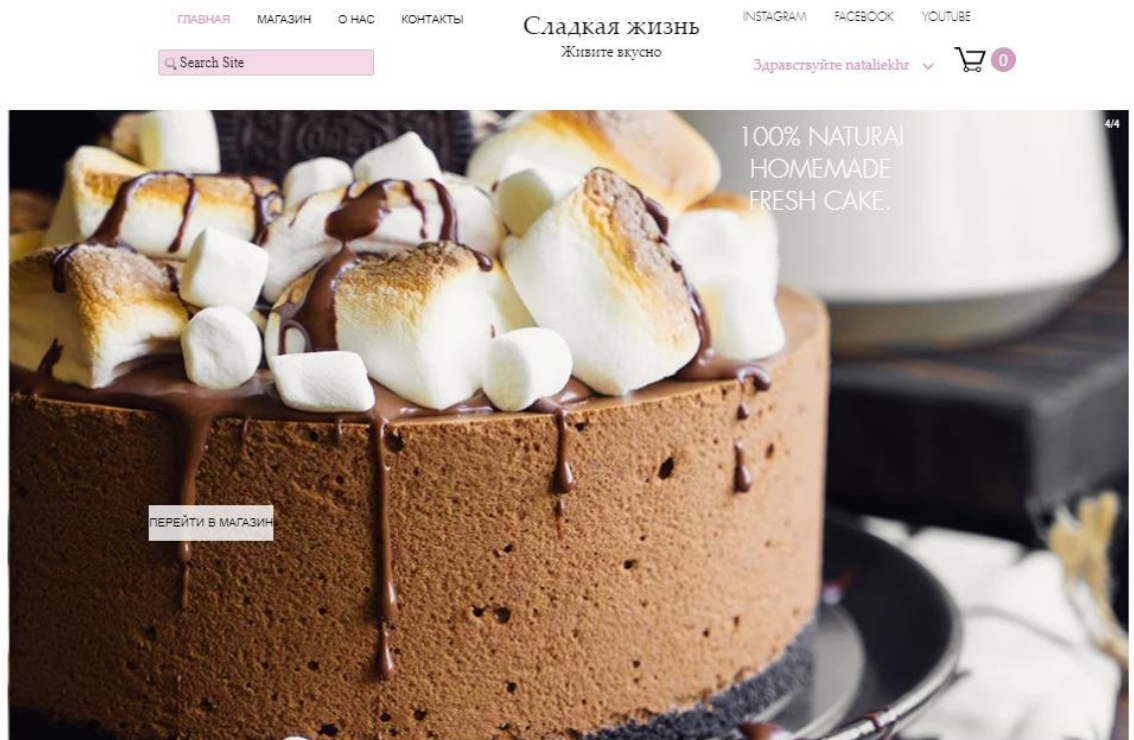 ГЛАВНАЯ МАГАЗИН О НАС КОНТАКТЫ
Сладкая жизнь
Живите вкусно
INSTAGRAM FACEBOOK YOUTUBE
Search Site
Здравствуйте nataliekhr
0
4/4
100% NATURAl
HOMEMADE
FRESH CAKE.
ПЕРЕЙТИ В МАГАЗИН